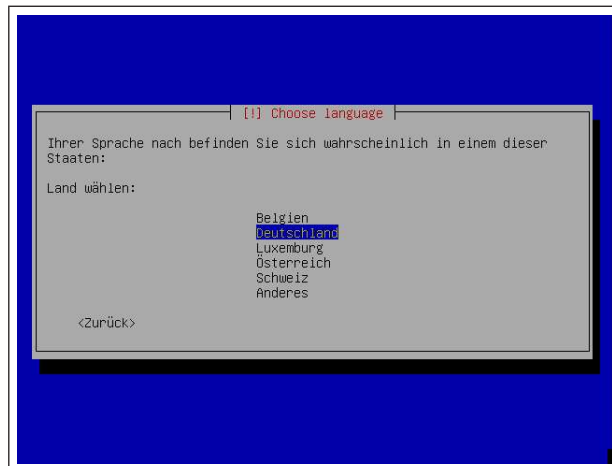 [!] Choose language
Ihrer Sprache nach befinden Sie sich wahrscheinlich in einem dieser
Staaten:
Land wählen:
Belgien
Deutschland
Luxemburg
Österreich
Schweiz
Anderes
<Zurück>